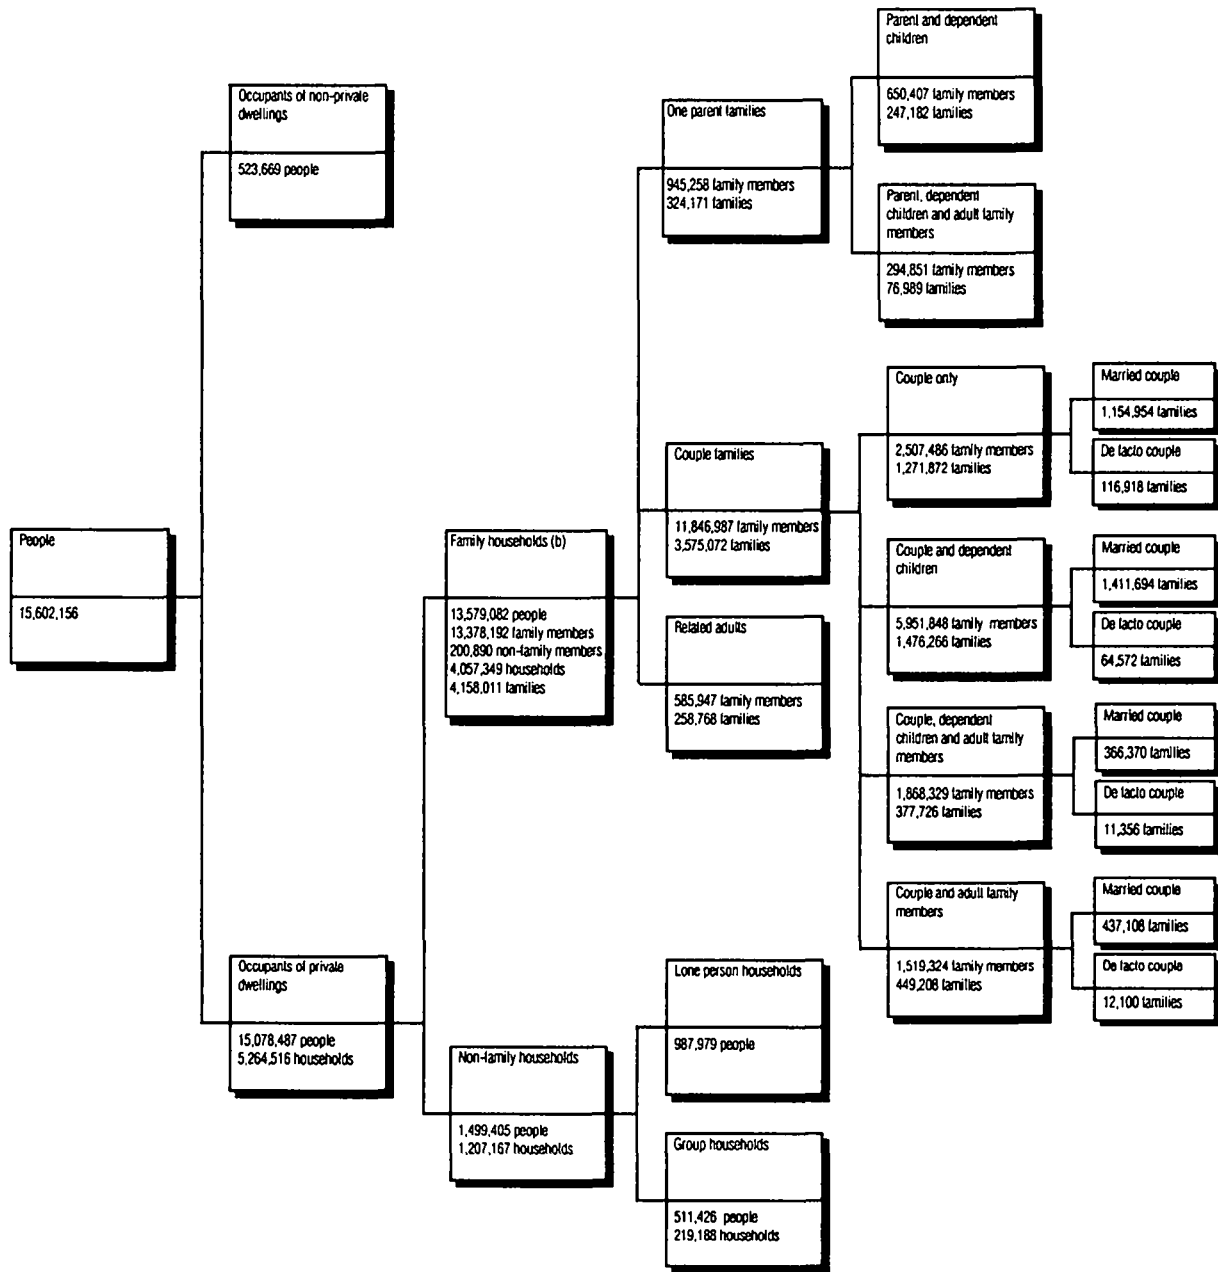 People
15,602,156
Occupants of non-private
dwellings
523,669 people
Occupants of private
dwellings
15,078,487 people
5,264,516 households
Family households (b)
13,579,082 people
13,378,192 family members
200,890 non-family members
4,057,349 households
4,158,011 families
Non-family households
1,499,405 people
1,207,167 households
One parent families
945,258 family members
324,171 families
Couple families
11,846,987 family members
3,575,072 families
Related adults
585,947 family members
258,768 families
Lone person households
987,979 people
Group households
511,426 people
219,188 households
Parent and dependent
children
650,407 family members
247,182 families
Parent, dependent
children and adult family
members
294,851 family members
76,989 families
Couple only
2,507,486 family members
1,271,872 families
Married couple
1,154,954 families
De facto couple
116,918 families
Couple and dependent
children
5,951,848 family members
1,476,266 families
Married couple
1,411,694 families
De facto couple
64,572 families
Couple, dependent
children and adult family
members
1,868,329 family members
377,726 families
Married couple
366,370 families
De facto couple
11,356 families
Couple and adult family
members
1,519,324 family members
449,208 families
Married couple
437,108 families
De facto couple
12,100 families